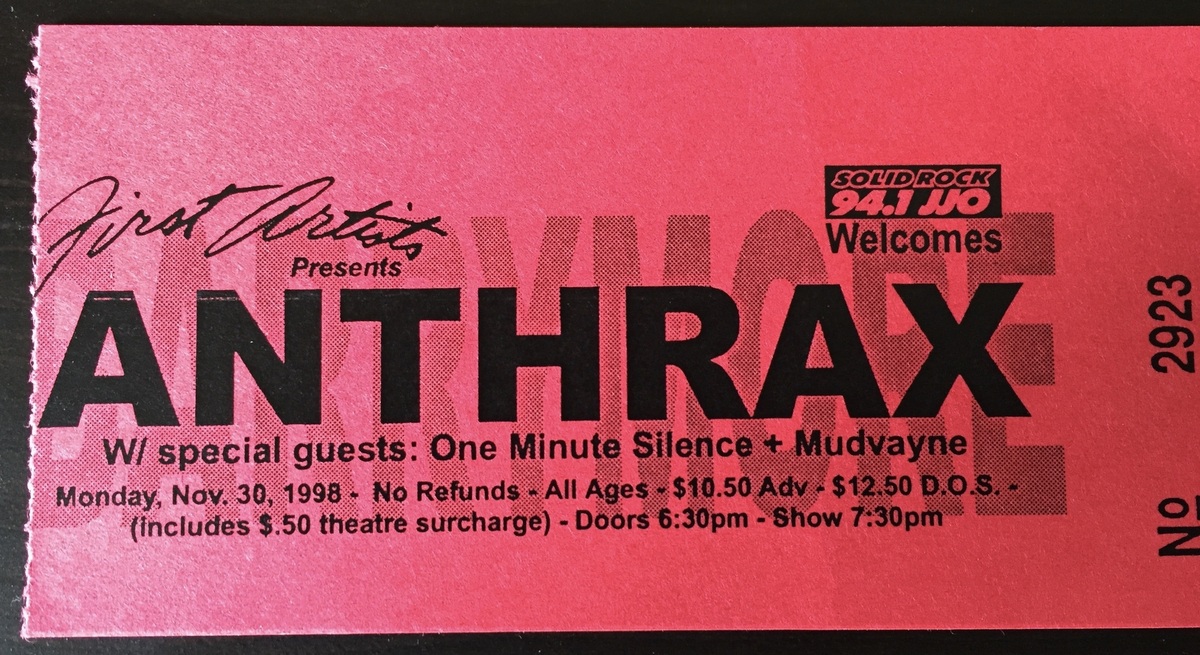 First Artists
Presents
SOLID ROCK
94.1 JJO
Welcomes
BARRYMORE
ANTHRAX
W/ special guests: One Minute Silence + Mudvayne
Monday, Nov. 30, 1998 - No Refunds - All Ages - $10.50 Adv - $12.50 D.O.S. -
(includes $.50 theatre surcharge) - Doors 6:30pm - Show 7:30pm
No 2923